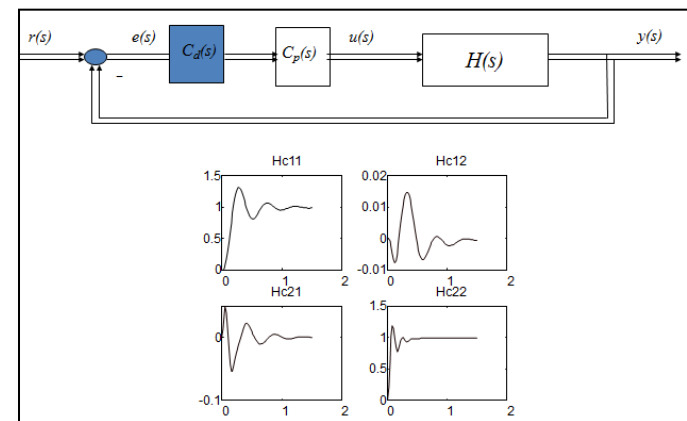 r(s) e(s) C_d(s) C_p(s) u(s) H(s) y(s)
−
Hc11 Hc12
1.5 0.02
1 0.01
0.5 0
0 -0.01
0 1 2 0 1 2
Hc21 Hc22
1.5
0 1
0.5
-0.1 0
0 1 2 0 1 2